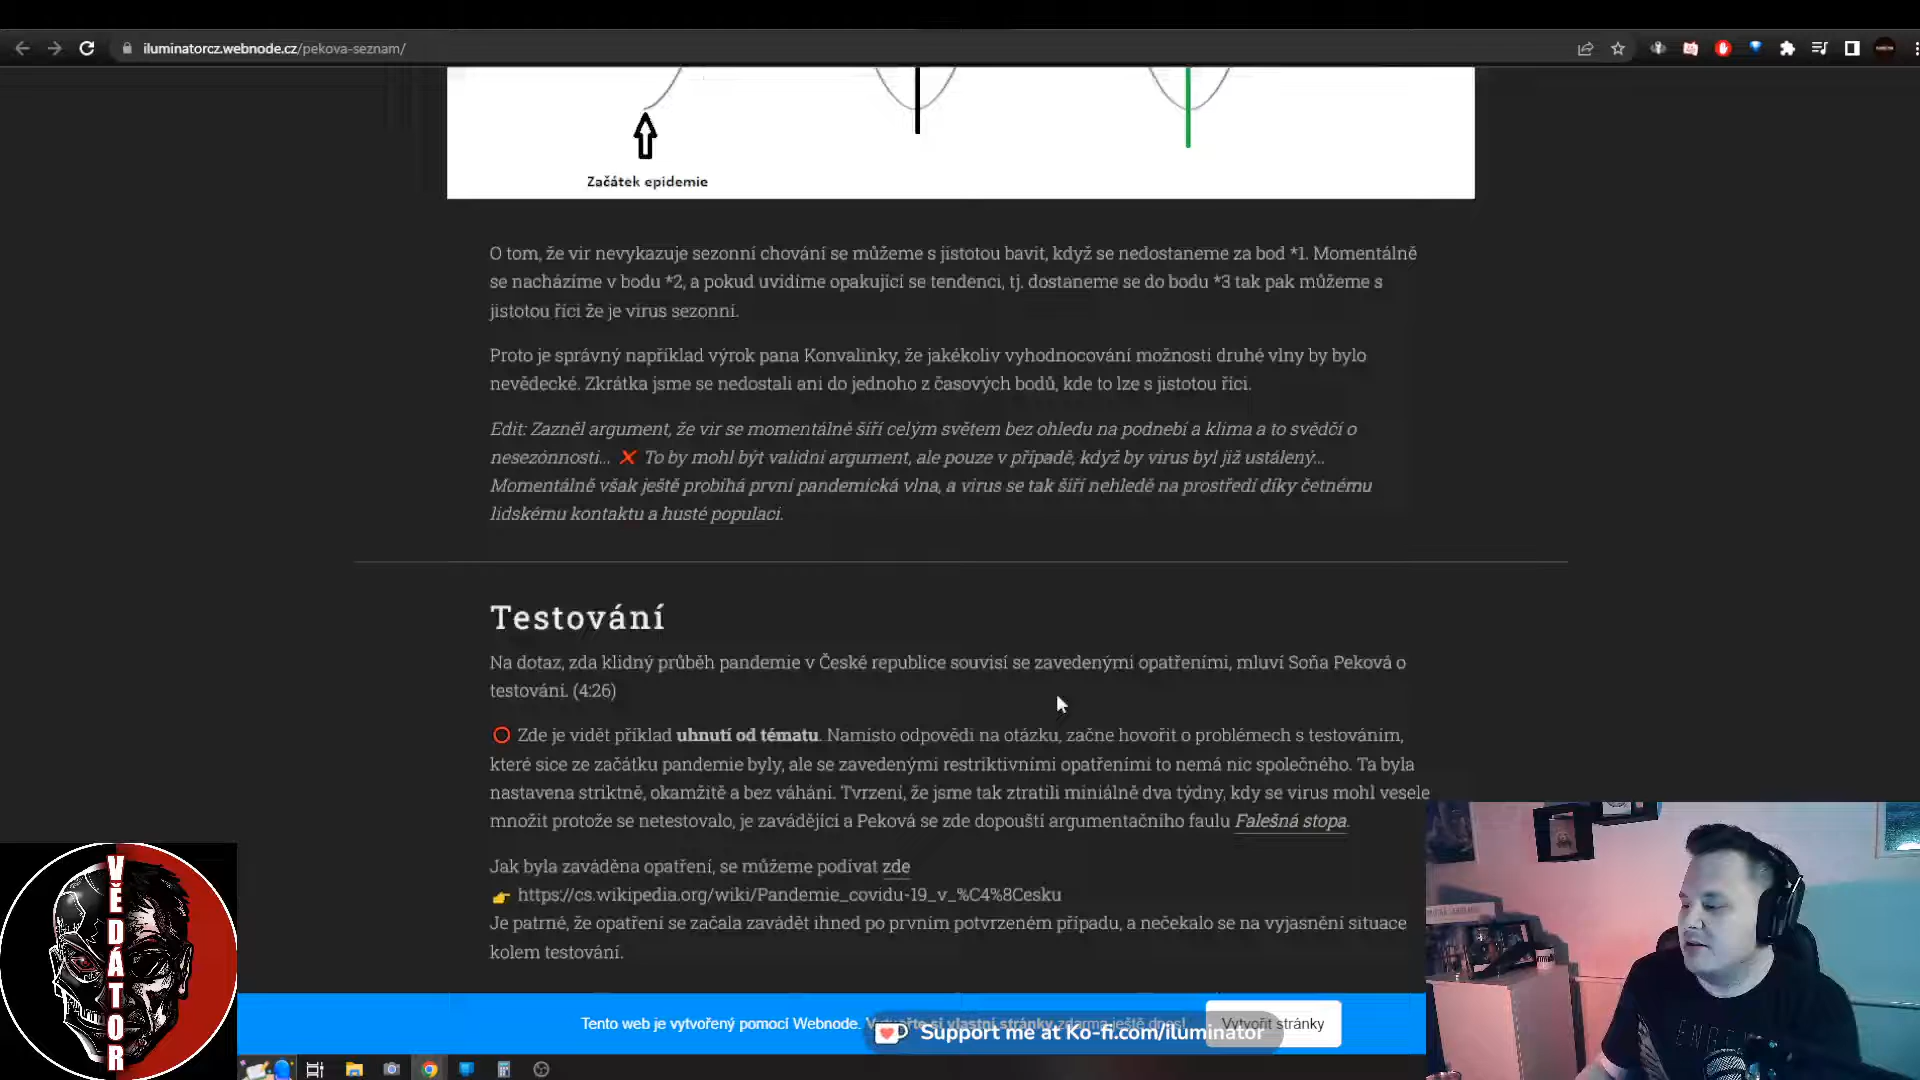 iluminatorcz.webnode.cz/pekova-seznam/
Začátek epidemie
O tom, že vir nevykazuje sezonní chování se můžeme s jistotou bavit, když se nedostaneme za bod *1. Momentálně
se nacházíme v bodu *2, a pokud uvidíme opakující se tendenci, tj. dostaneme se do bodu *3 tak pak můžeme s
jistotou říci že je virus sezonní.
Proto je správný například výrok pana Konvalinky, že jakékoliv vyhodnocování možnosti druhé vlny by bylo
nevědecké. Zkrátka jsme se nedostali ani do jednoho z časových bodů, kde to lze s jistotou říci.
Edit: Zazněl argument, že vir se momentálně šíří celým světem bez ohledu na podnebí a klima a to svědčí o
nesezónnosti... ❌ To by mohl být validní argument, ale pouze v případě, když by virus byl již ustálený...
Momentálně však ještě probíhá první pandemická vlna, a virus se tak šíří nehledě na prostředí díky četnému
lidskému kontaktu a husté populaci.
Testování
Na dotaz, zda klidný průběh pandemie v České republice souvisí se zavedenými opatřeními, mluví Soňa Peková o
testování. (4:26)
⭕ Zde je vidět příklad uhnutí od tématu. Namísto odpovědi na otázku, začne hovořit o problémech s testováním,
které sice ze začátku pandemie byly, ale se zavedenými restriktivními opatřeními to nemá nic společného. Ta byla
nastavena striktně, okamžitě a bez váhání. Tvrzení, že jsme tak ztratili miniálně dva týdny, kdy se virus mohl vesele
množit protože se netestovalo, je zavádějící a Peková se zde dopouští argumentačního faulu Falešná stopa.
Jak byla zaváděna opatření, se můžeme podívat zde
👉 https://cs.wikipedia.org/wiki/Pandemie_covidu-19_v_%C4%8Cesku
Je patrné, že opatření se začala zavádět ihned po prvním potvrzeném případu, a nečekalo se na vyjasnění situace
kolem testování.
Tento web je vytvořený pomocí Webnode. Vytvořte si vlastní stránky zdarma ještě dnes!
Vytvořit stránky
Support me at Ko-fi.com/iluminator
VĚDÁTOR